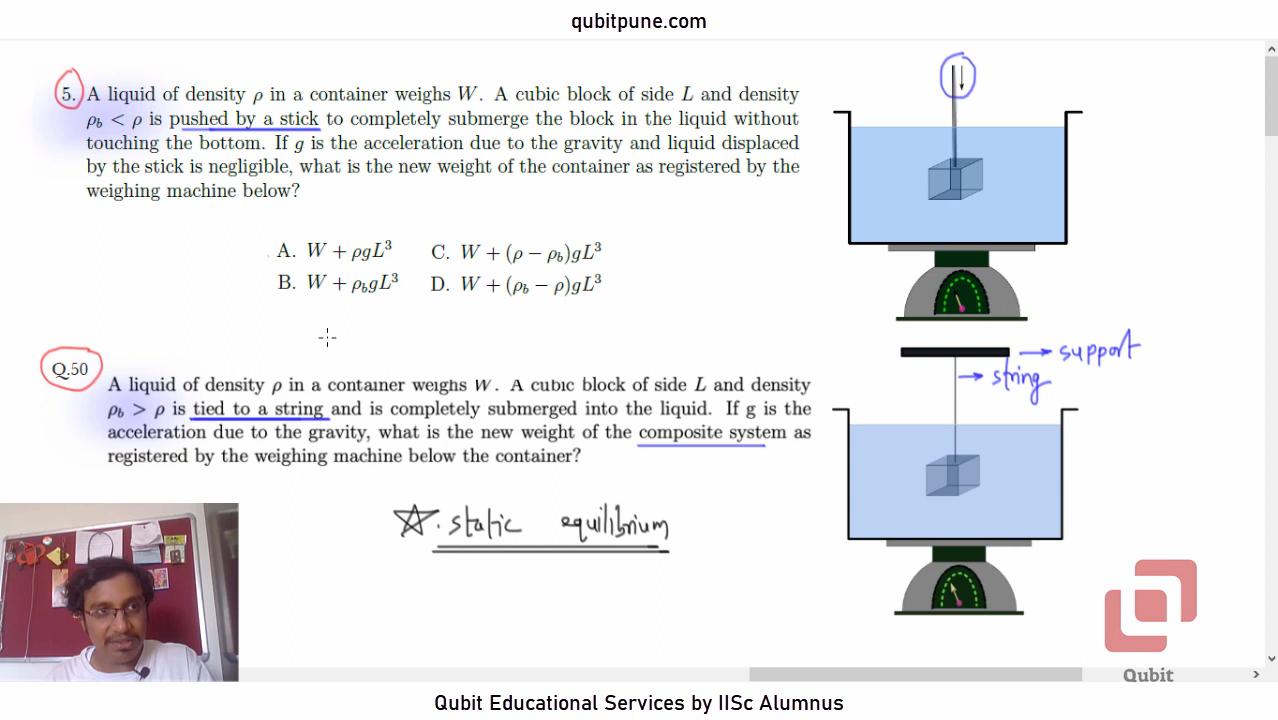 qubitpune.com
5. A liquid of density ρ in a container weighs W. A cubic block of side L and density
ρb < ρ is pushed by a stick to completely submerge the block in the liquid without
touching the bottom. If g is the acceleration due to the gravity and liquid displaced
by the stick is negligible, what is the new weight of the container as registered by the
weighing machine below?
A. W + ρgL³ C. W + (ρ − ρb)gL³
B. W + ρbgL³ D. W + (ρb − ρ)gL³
support
string
Q.50
A liquid of density ρ in a container weighs W. A cubic block of side L and density
ρb > ρ is tied to a string and is completely submerged into the liquid. If g is the
acceleration due to the gravity, what is the new weight of the composite system as
registered by the weighing machine below the container?
static equilibrium
Qubit
Qubit Educational Services by IISc Alumnus